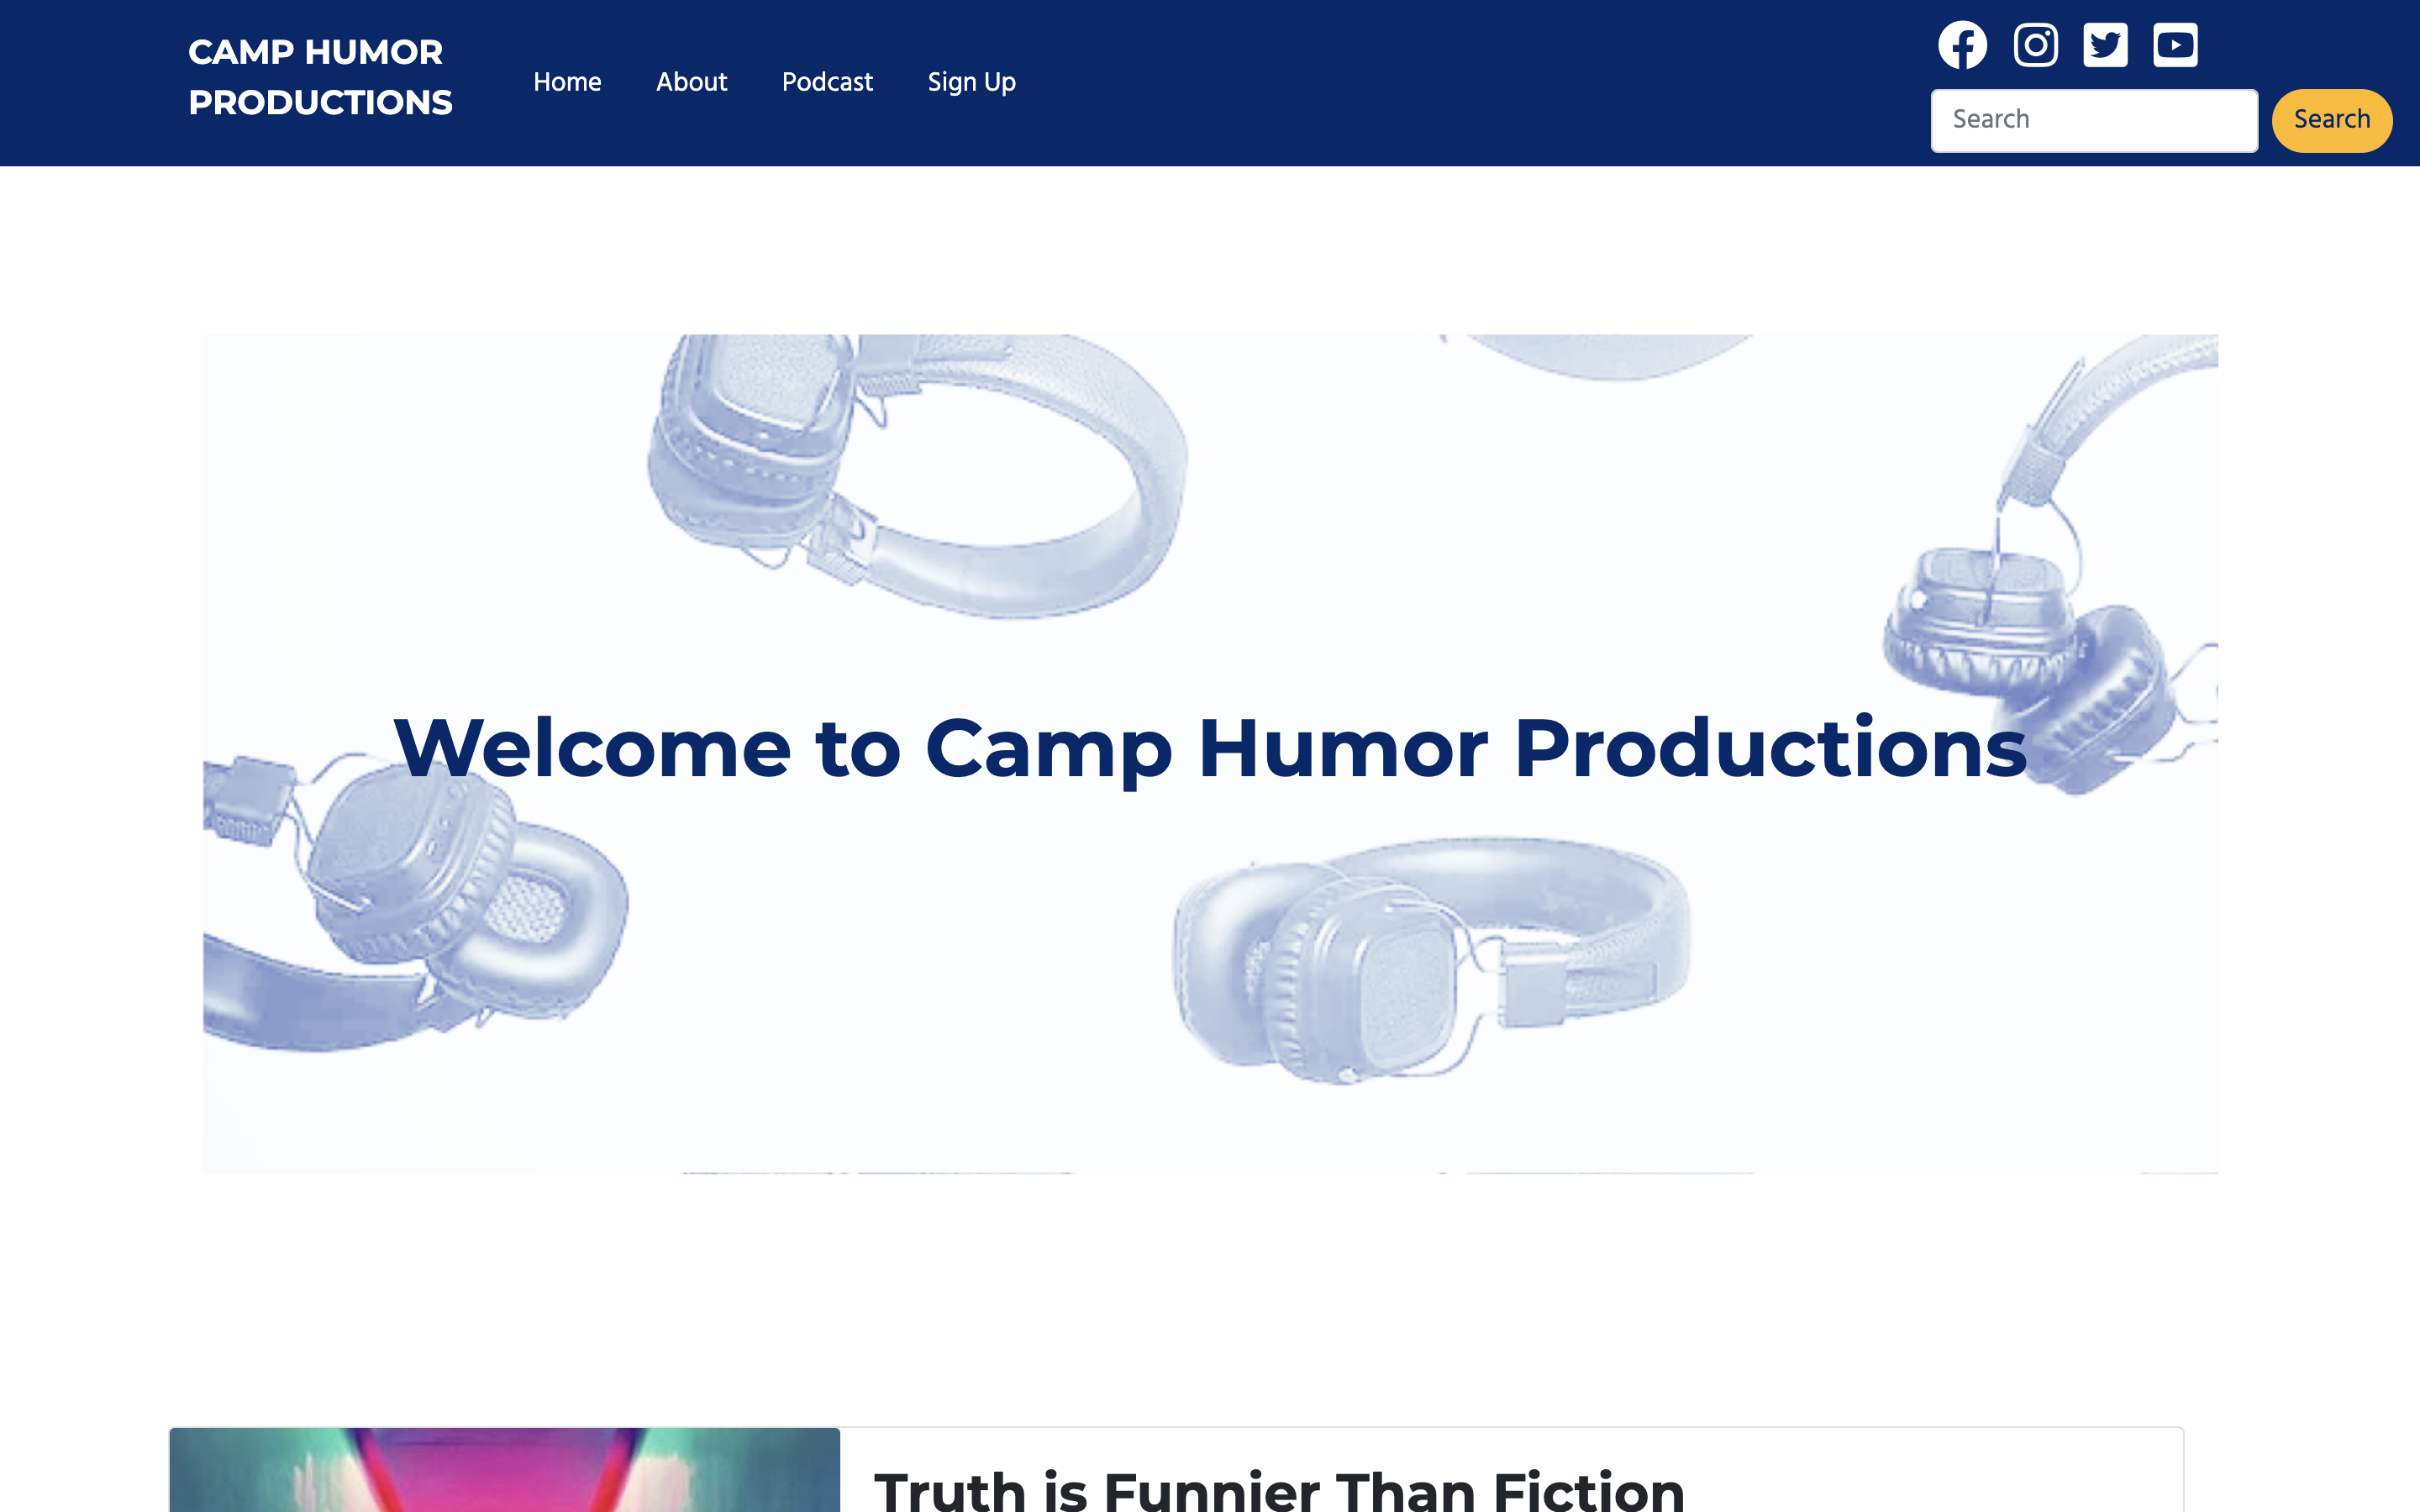 CAMP HUMOR
PRODUCTIONS
Home About Podcast Sign Up
Search Search
Welcome to Camp Humor Productions
Truth is Funnier Than Fiction